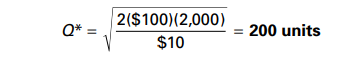 Q* = √(2($100)(2,000) / $10) = 200 units